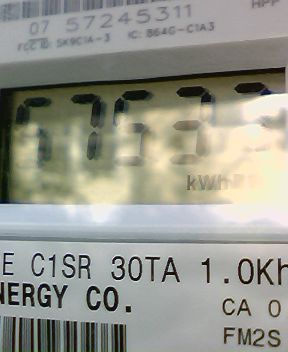 07 57245311
FCC ID: SK9C1A-3 IC: 864G-C1A3
kWh
E C1SR 30TA 1.0Kh
NERGY CO.
CA 0
FM2S